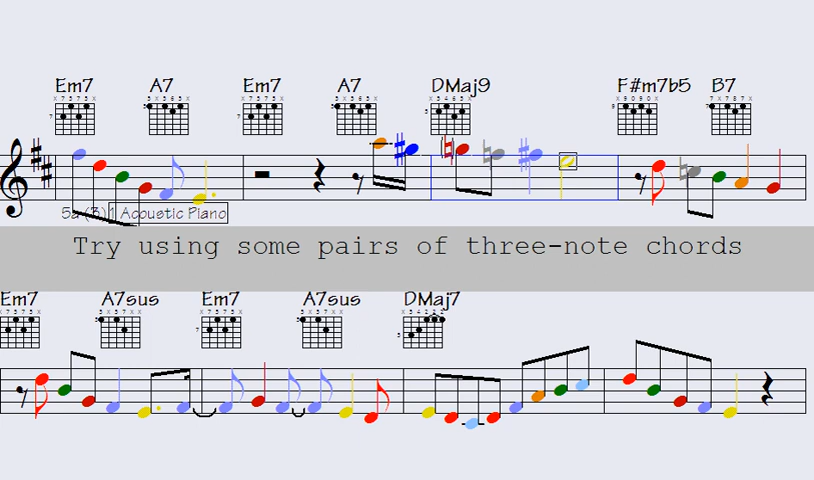 Em7 A7 Em7 A7 DMaj9 F#m7b5 B7
Acoustic Piano
Try using some pairs of three-note chords
Em7 A7sus Em7 A7sus DMaj7